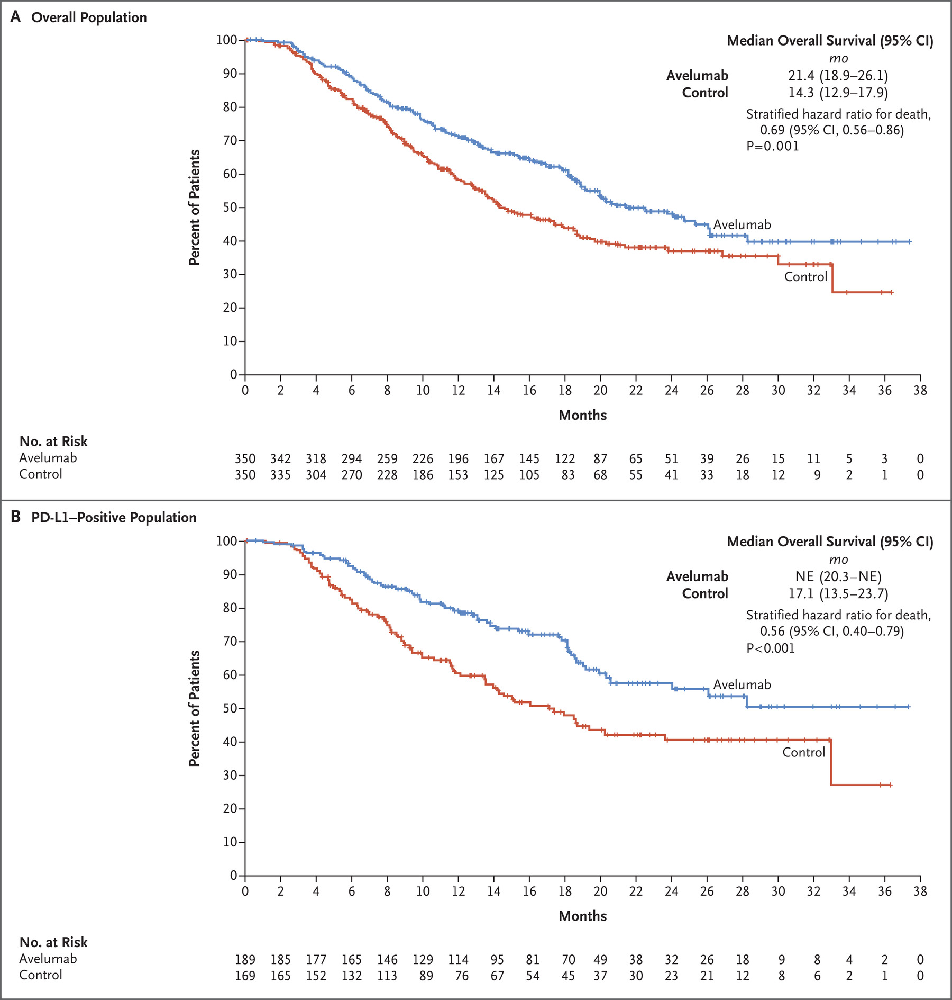 A Overall Population
Median Overall Survival (95% CI)
mo
Avelumab 21.4 (18.9–26.1)
Control 14.3 (12.9–17.9)
Stratified hazard ratio for death,
0.69 (95% CI, 0.56–0.86)
P=0.001
Percent of Patients
100
90
80
70
60
50
40
30
20
10
0
Avelumab
Control
0 2 4 6 8 10 12 14 16 18 20 22 24 26 28 30 32 34 36 38
Months
No. at Risk
Avelumab 350 342 318 294 259 226 196 167 145 122 87 65 51 39 26 15 11 5 3 0
Control 350 335 304 270 228 186 153 125 105 83 68 55 41 33 18 12 9 2 1 0
B PD-L1–Positive Population
Median Overall Survival (95% CI)
mo
Avelumab NE (20.3–NE)
Control 17.1 (13.5–23.7)
Stratified hazard ratio for death,
0.56 (95% CI, 0.40–0.79)
P<0.001
Percent of Patients
100
90
80
70
60
50
40
30
20
10
0
Avelumab
Control
0 2 4 6 8 10 12 14 16 18 20 22 24 26 28 30 32 34 36 38
Months
No. at Risk
Avelumab 189 185 177 165 146 129 114 95 81 70 49 38 32 26 18 9 8 4 2 0
Control 169 165 152 132 113 89 76 67 54 45 37 30 23 21 12 8 6 2 1 0